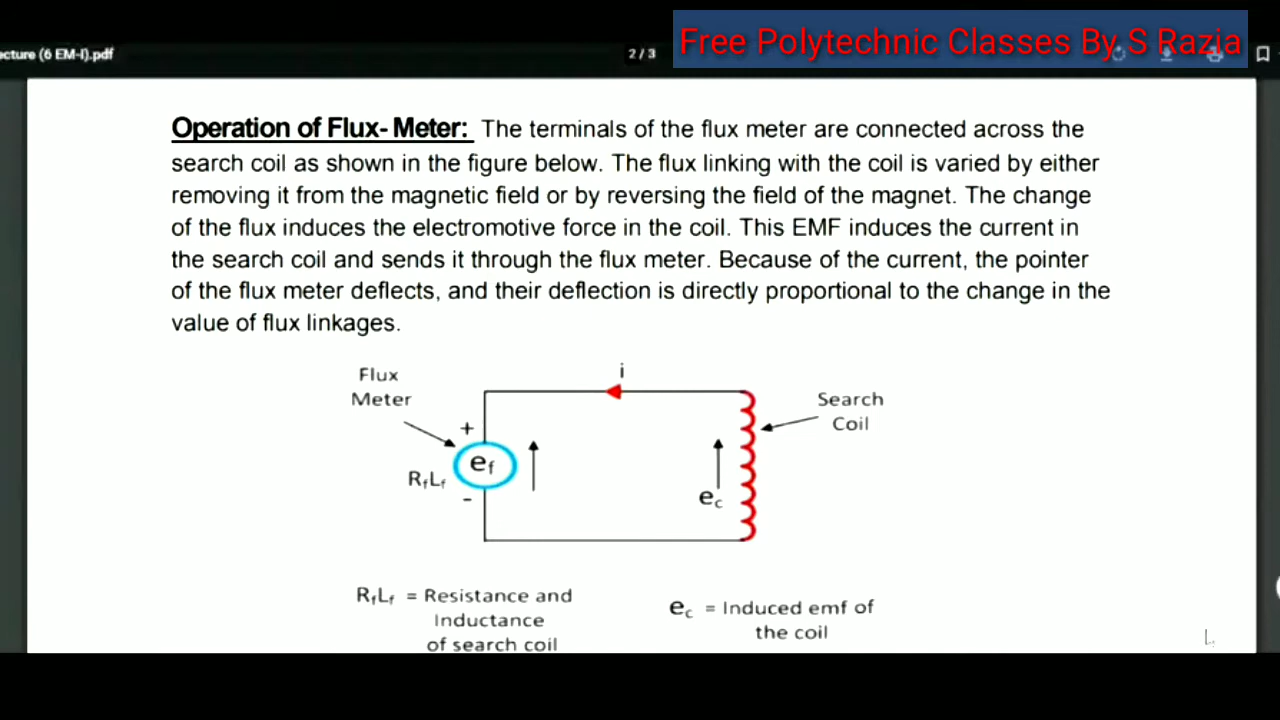 Free Polytechnic Classes By S Razia
ecture (6 EM-I).pdf
2 / 3
Operation of Flux- Meter: The terminals of the flux meter are connected across the
search coil as shown in the figure below. The flux linking with the coil is varied by either
removing it from the magnetic field or by reversing the field of the magnet. The change
of the flux induces the electromotive force in the coil. This EMF induces the current in
the search coil and sends it through the flux meter. Because of the current, the pointer
of the flux meter deflects, and their deflection is directly proportional to the change in the
value of flux linkages.
Flux
Meter
i
Search
Coil
+
ef
RfLf
-
ec
RfLf = Resistance and
Inductance
of search coil
ec = Induced emf of
the coil